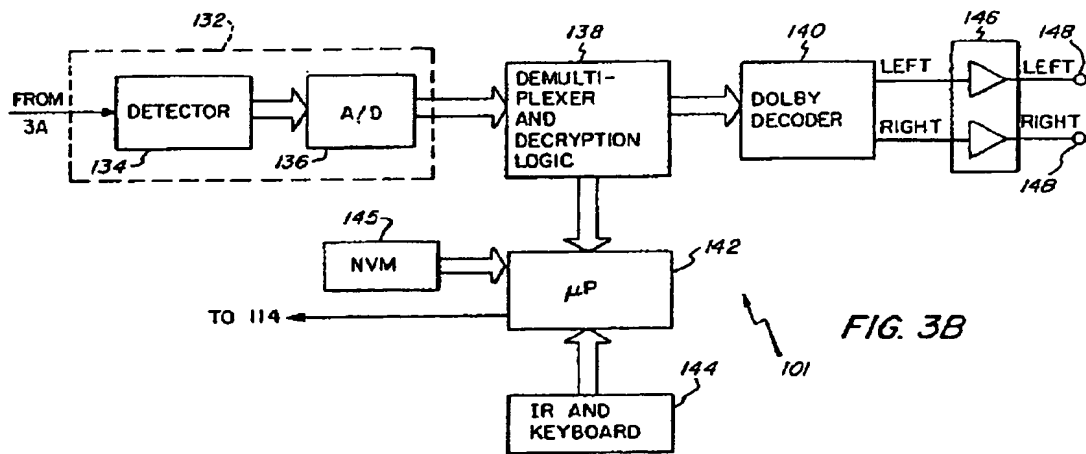 132
FROM
3A
DETECTOR
134
A/D
136
138
DEMULTI-
PLEXER
AND
DECRYPTION
LOGIC
140
DOLBY
DECODER
LEFT
RIGHT
146
LEFT
148
RIGHT
148
145
NVM
142
μP
TO 114
144
IR AND
KEYBOARD
101
FIG. 3B